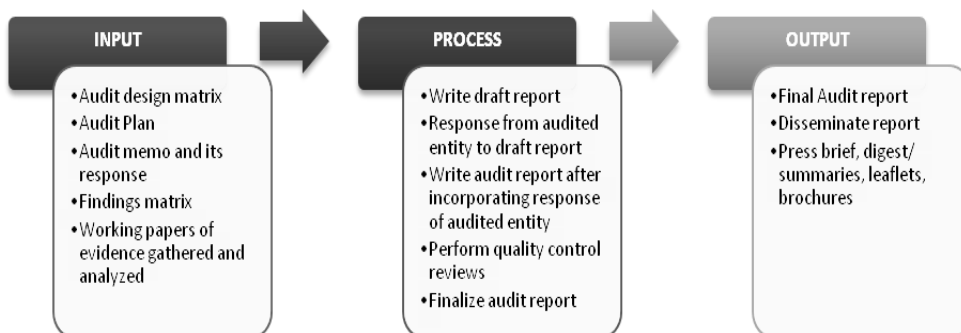 INPUT
•Audit design matrix
•Audit Plan
•Audit memo and its
response
•Findings matrix
•Working papers of
evidence gathered and
analyzed
PROCESS
•Write draft report
•Response from audited
entity to draft report
•Write audit report after
incorporating response
of audited entity
•Perform quality control
reviews
•Finalize audit report
OUTPUT
•Final Audit report
•Disseminate report
•Press brief, digest/
summaries, leaflets,
brochures